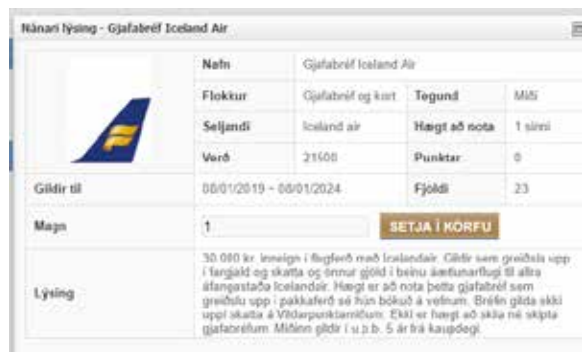 Nánari lýsing - Gjafabréf Iceland Air
Nafn Gjafabréf Iceland Air
Flokkur Gjafabréf og kort Tegund Miði
Seljandi Iceland air Hægt að nota 1 sinni
Verð 21500 Punktar 0
Gildir til 08/01/2019 ~ 08/01/2024 Fjöldi 23
Magn 1 SETJA Í KÖRFU
Lýsing
30.000 kr. inneign í flugferð með Icelandair. Gildir sem greiðsla upp
í fargjald og skatta og önnur gjöld í beinu áætlunarflugi til allra
áfangastaða Icelandair. Hægt er að nota þetta gjafabréf sem
greiðslu upp í pakkaferð sé hún bókuð á vefnum. Bréfin gilda ekki
uppí skatta á Vildarpunktamiðum. Ekki er hægt að skila né skipta
gjafabréfum. Miðinn gildir í u.þ.b. 5 ár frá kaupdegi.